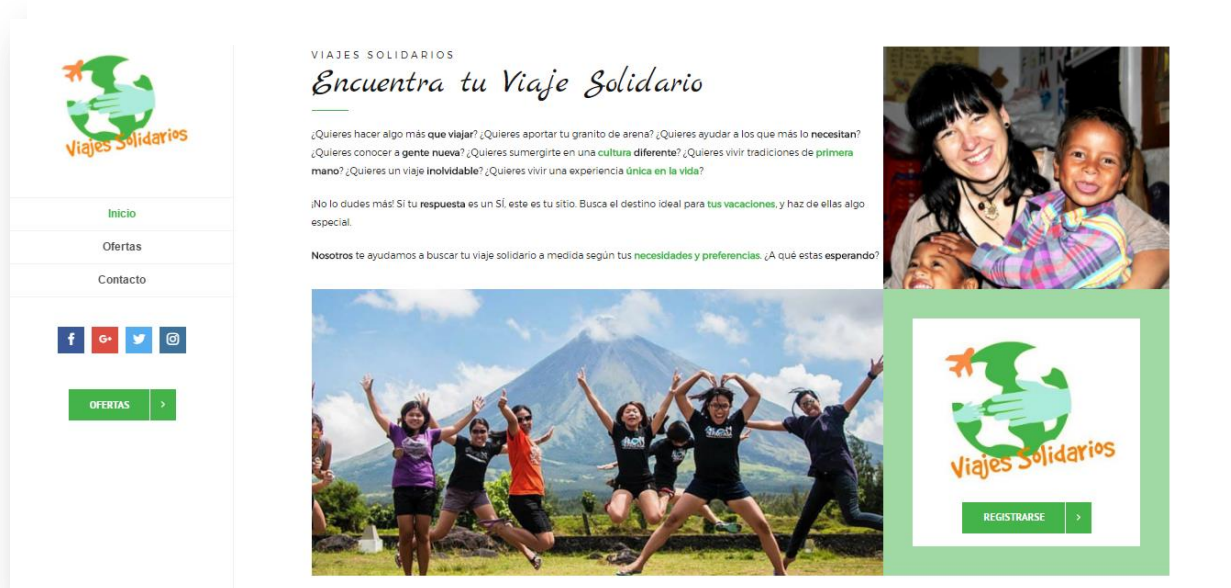 Viajes Solidarios
Inicio
Ofertas
Contacto
f
G+
OFERTAS >
VIAJES SOLIDARIOS
Encuentra tu Viaje Solidario
¿Quieres hacer algo más que viajar? ¿Quieres aportar tu granito de arena? ¿Quieres ayudar a los que más lo necesitan?
¿Quieres conocer a gente nueva? ¿Quieres sumergirte en una cultura diferente? ¿Quieres vivir tradiciones de primera
mano? ¿Quieres un viaje inolvidable? ¿Quieres vivir una experiencia única en la vida?
¡No lo dudes más! Si tu respuesta es un SÍ, este es tu sitio. Busca el destino ideal para tus vacaciones, y haz de ellas algo
especial.
Nosotros te ayudamos a buscar tu viaje solidario a medida según tus necesidades y preferencias. ¿A qué estas esperando?
Viajes Solidarios
REGISTRARSE >